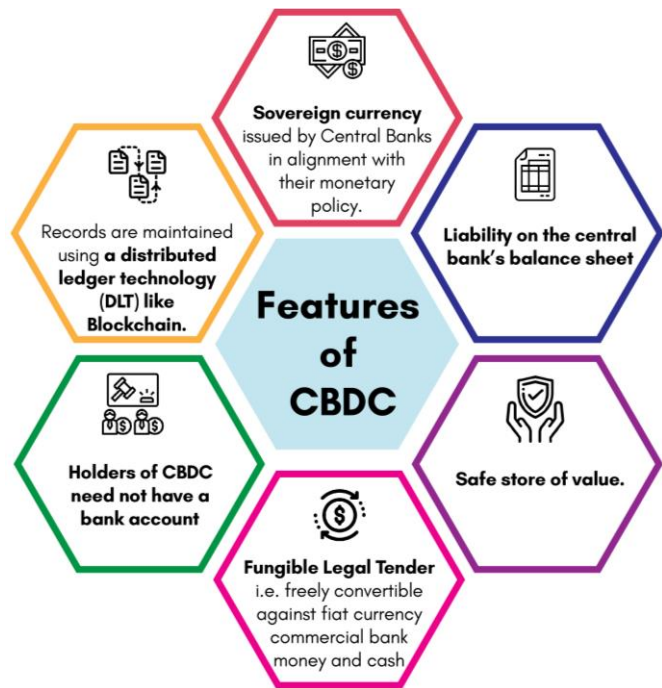 Sovereign currency
issued by Central Banks
in alignment with
their monetary
policy.
Records are maintained
using a distributed
ledger technology
(DLT) like
Blockchain.
Liability on the central
bank's balance sheet
Features
of
CBDC
Holders of CBDC
need not have a
bank account
Safe store of value.
Fungible Legal Tender
i.e. freely convertible
against fiat currency
commercial bank
money and cash